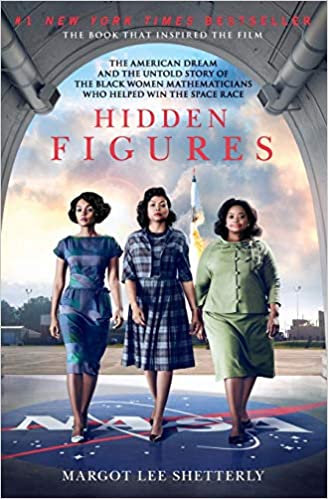 #1 NEW YORK TIMES BESTSELLER
THE BOOK THAT INSPIRED THE FILM
THE AMERICAN DREAM
AND THE UNTOLD STORY OF
THE BLACK WOMEN MATHEMATICIANS
WHO HELPED WIN THE SPACE RACE
HIDDEN
FIGURES
NASA
MARGOT LEE SHETTERLY